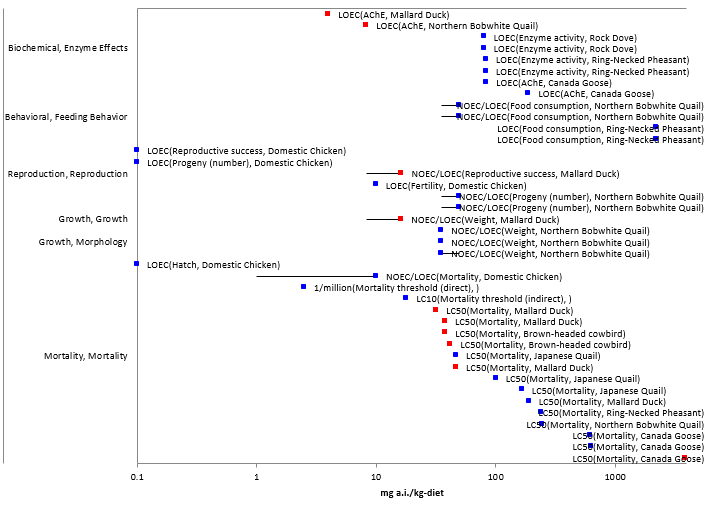 LOEC(AChE, Mallard Duck)
LOEC(AChE, Northern Bobwhite Quail)
LOEC(Enzyme activity, Rock Dove)
Biochemical, Enzyme Effects
LOEC(Enzyme activity, Rock Dove)
LOEC(Enzyme activity, Ring-Necked Pheasant)
LOEC(Enzyme activity, Ring-Necked Pheasant)
LOEC(AChE, Canada Goose)
LOEC(AChE, Canada Goose)
NOEC/LOEC(Food consumption, Northern Bobwhite Quail)
Behavioral, Feeding Behavior
NOEC/LOEC(Food consumption, Northern Bobwhite Quail)
LOEC(Food consumption, Ring-Necked Pheasant)
LOEC(Food consumption, Ring-Necked Pheasant)
LOEC(Reproductive success, Domestic Chicken)
LOEC(Progeny (number), Domestic Chicken)
Reproduction, Reproduction
NOEC/LOEC(Reproductive success, Mallard Duck)
LOEC(Fertility, Domestic Chicken)
NOEC/LOEC(Progeny (number), Northern Bobwhite Quail)
NOEC/LOEC(Progeny (number), Northern Bobwhite Quail)
Growth, Growth
NOEC/LOEC(Weight, Mallard Duck)
NOEC/LOEC(Weight, Northern Bobwhite Quail)
Growth, Morphology
NOEC/LOEC(Weight, Northern Bobwhite Quail)
NOEC/LOEC(Weight, Northern Bobwhite Quail)
LOEC(Hatch, Domestic Chicken)
NOEC/LOEC(Mortality, Domestic Chicken)
1/million(Mortality threshold (direct), )
LC10(Mortality threshold (indirect), )
LC50(Mortality, Mallard Duck)
LC50(Mortality, Mallard Duck)
LC50(Mortality, Brown-headed cowbird)
LC50(Mortality, Brown-headed cowbird)
Mortality, Mortality
LC50(Mortality, Japanese Quail)
LC50(Mortality, Mallard Duck)
LC50(Mortality, Japanese Quail)
LC50(Mortality, Japanese Quail)
LC50(Mortality, Mallard Duck)
LC50(Mortality, Ring-Necked Pheasant)
LC50(Mortality, Northern Bobwhite Quail)
LC50(Mortality, Canada Goose)
LC50(Mortality, Canada Goose)
LC50(Mortality, Canada Goose)
0.1 1 10 100 1000
mg a.i./kg-diet